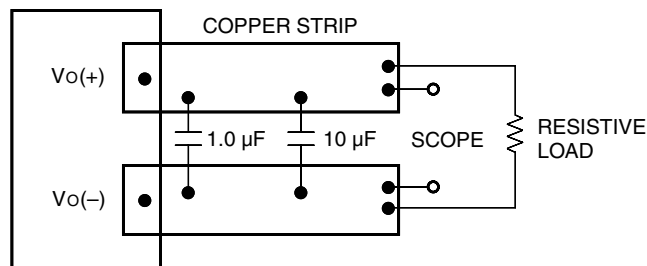 COPPER STRIP
VO(+)
1.0 µF
10 µF
SCOPE
RESISTIVE
LOAD
VO(–)